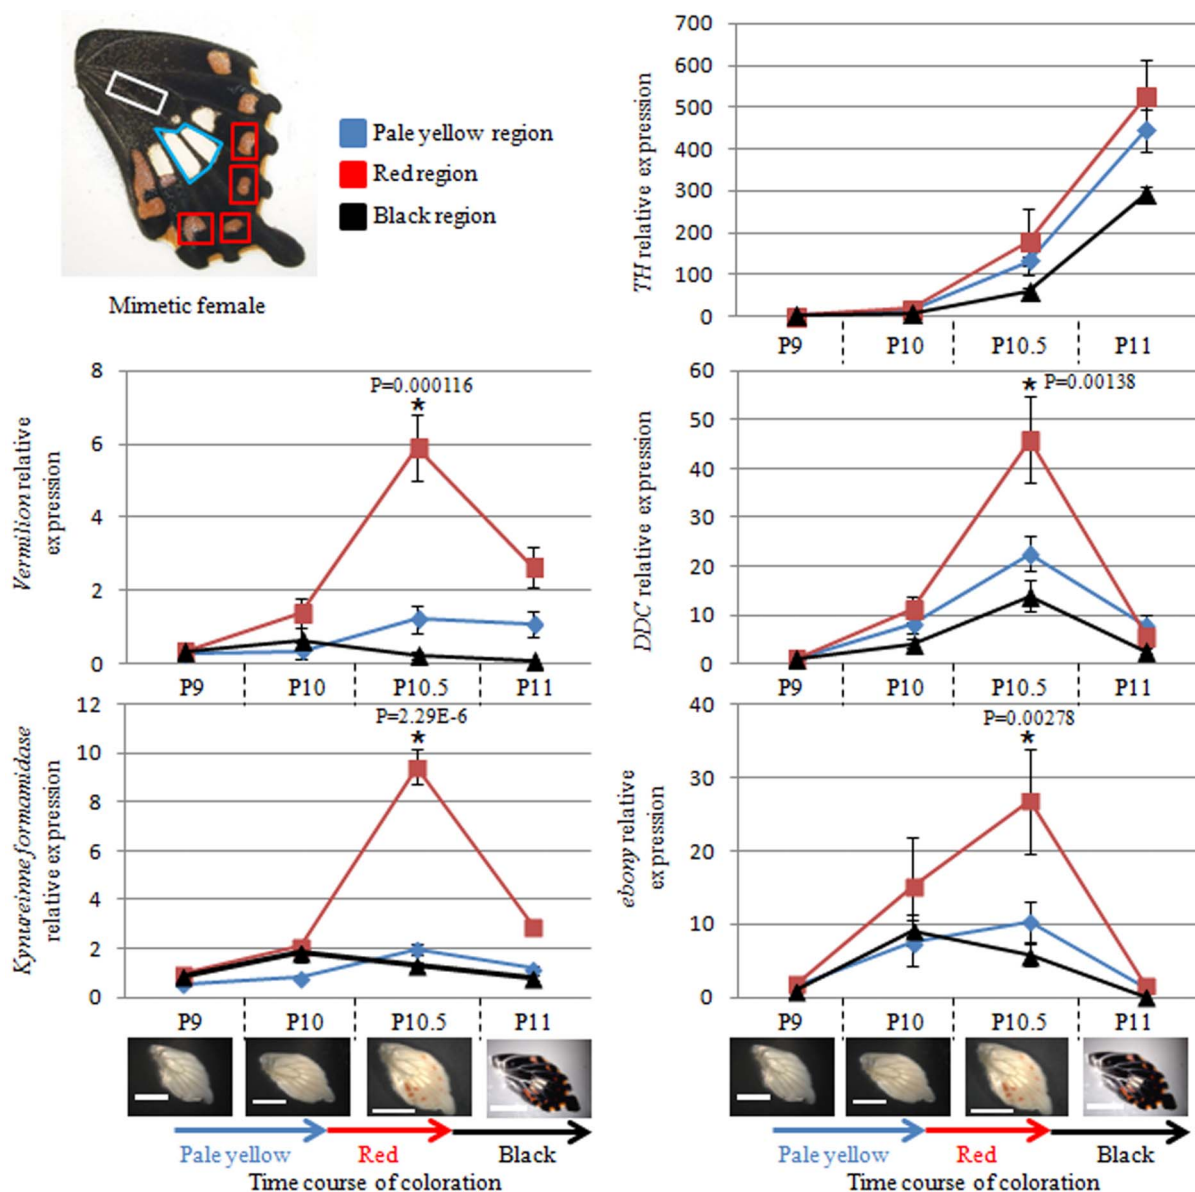 Pale yellow region
Red region
Black region
Mimetic female
TH relative expression
700
600
500
400
300
200
100
0
P9
P10
P10.5
P11
Vermilion relative
expression
8
6
4
2
0
P=0.000116
*
P9
P10
P10.5
P11
DDC relative expression
60
50
40
30
20
10
0
* P=0.00138
P9
P10
P10.5
P11
Kynureinne formamidase
relative expression
12
10
8
6
4
2
0
P=2.29E-6
*
P9
P10
P10.5
P11
Pale yellow
Red
Black
Time course of coloration
ebony relative
expression
40
30
20
10
0
P=0.00278
*
P9
P10
P10.5
P11
Pale yellow
Red
Black
Time course of coloration